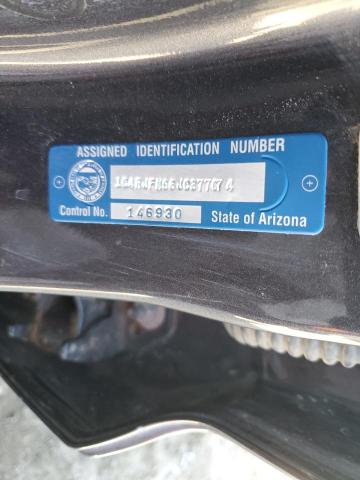 ASSIGNED IDENTIFICATION NUMBER
Control No. 146930 State of Arizona